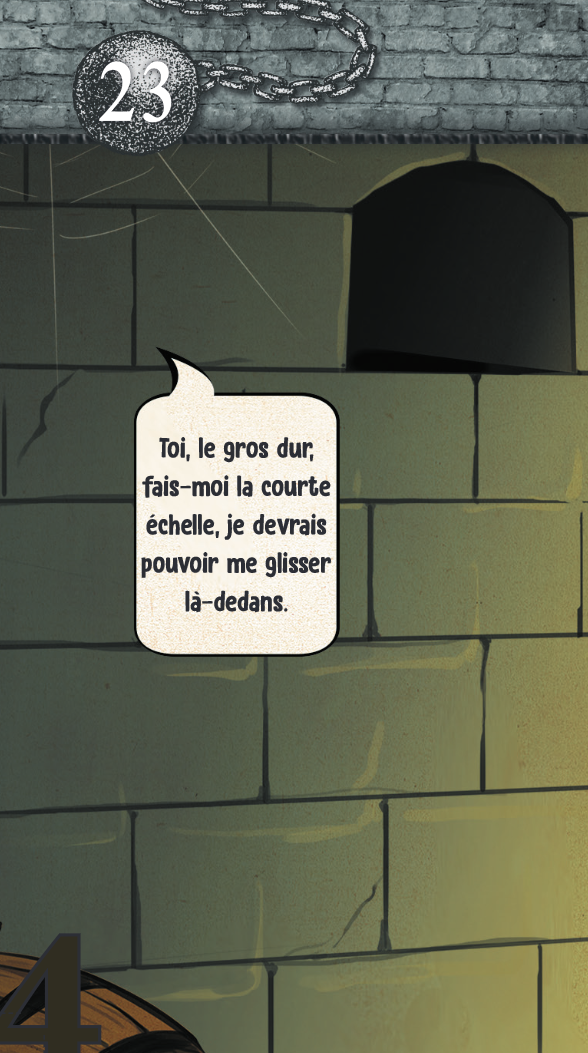 23
Toi, le gros dur,
fais-moi la courte
échelle, je devrais
pouvoir me glisser
là-dedans.
4